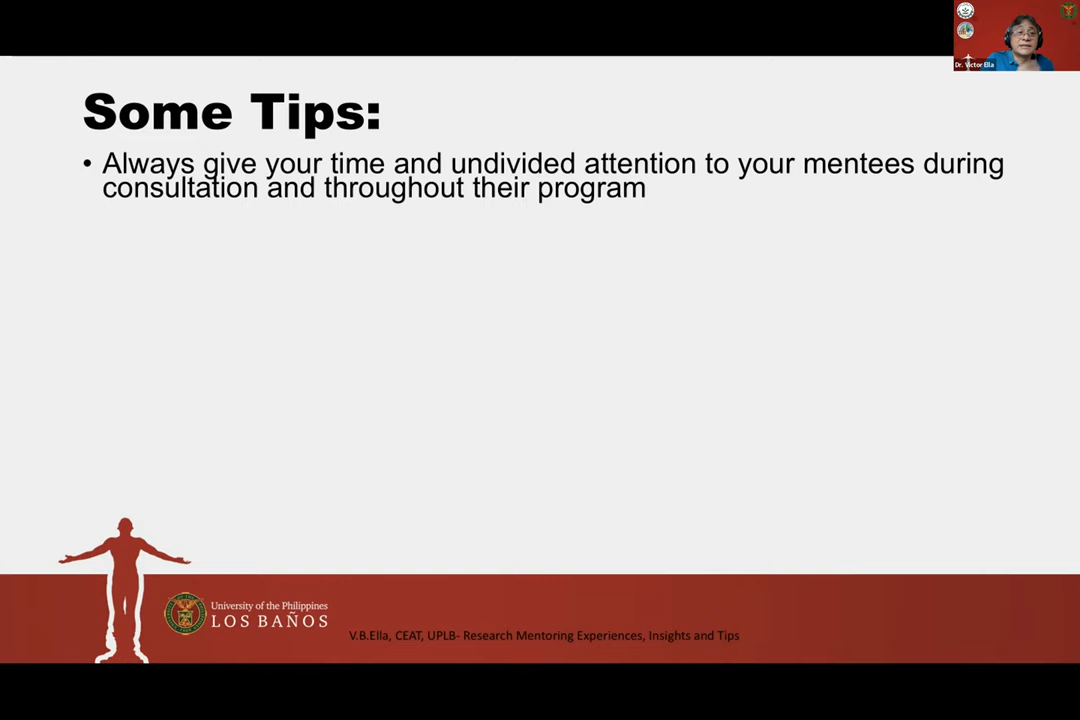 Dr. Victor Ella
Some Tips:
• Always give your time and undivided attention to your mentees during
consultation and throughout their program
University of the Philippines
LOS BAÑOS
V.B.Ella, CEAT, UPLB- Research Mentoring Experiences, Insights and Tips